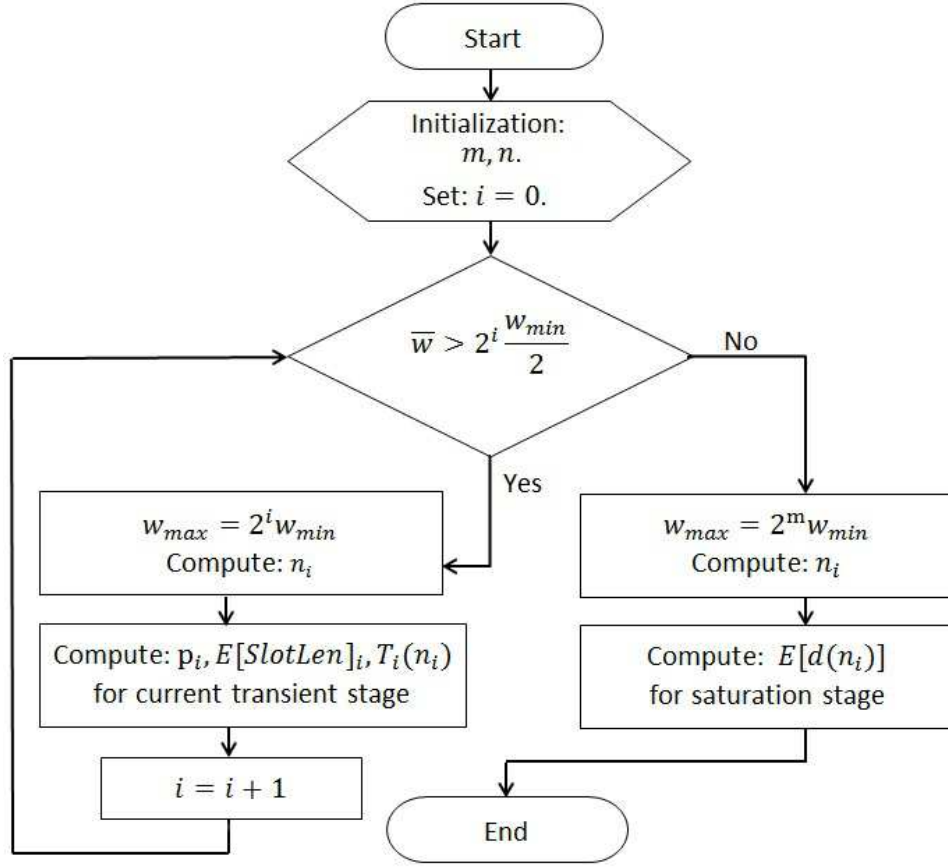 Start
Initialization:
m, n.
Set: i = 0.
w̅ > 2^i w_min/2
No
Yes
w_max = 2^i w_min
Compute: n_i
w_max = 2^m w_min
Compute: n_i
Compute: p_i, E[SlotLen]_i, T_i(n_i)
for current transient stage
Compute: E[d(n_i)]
for saturation stage
i = i + 1
End